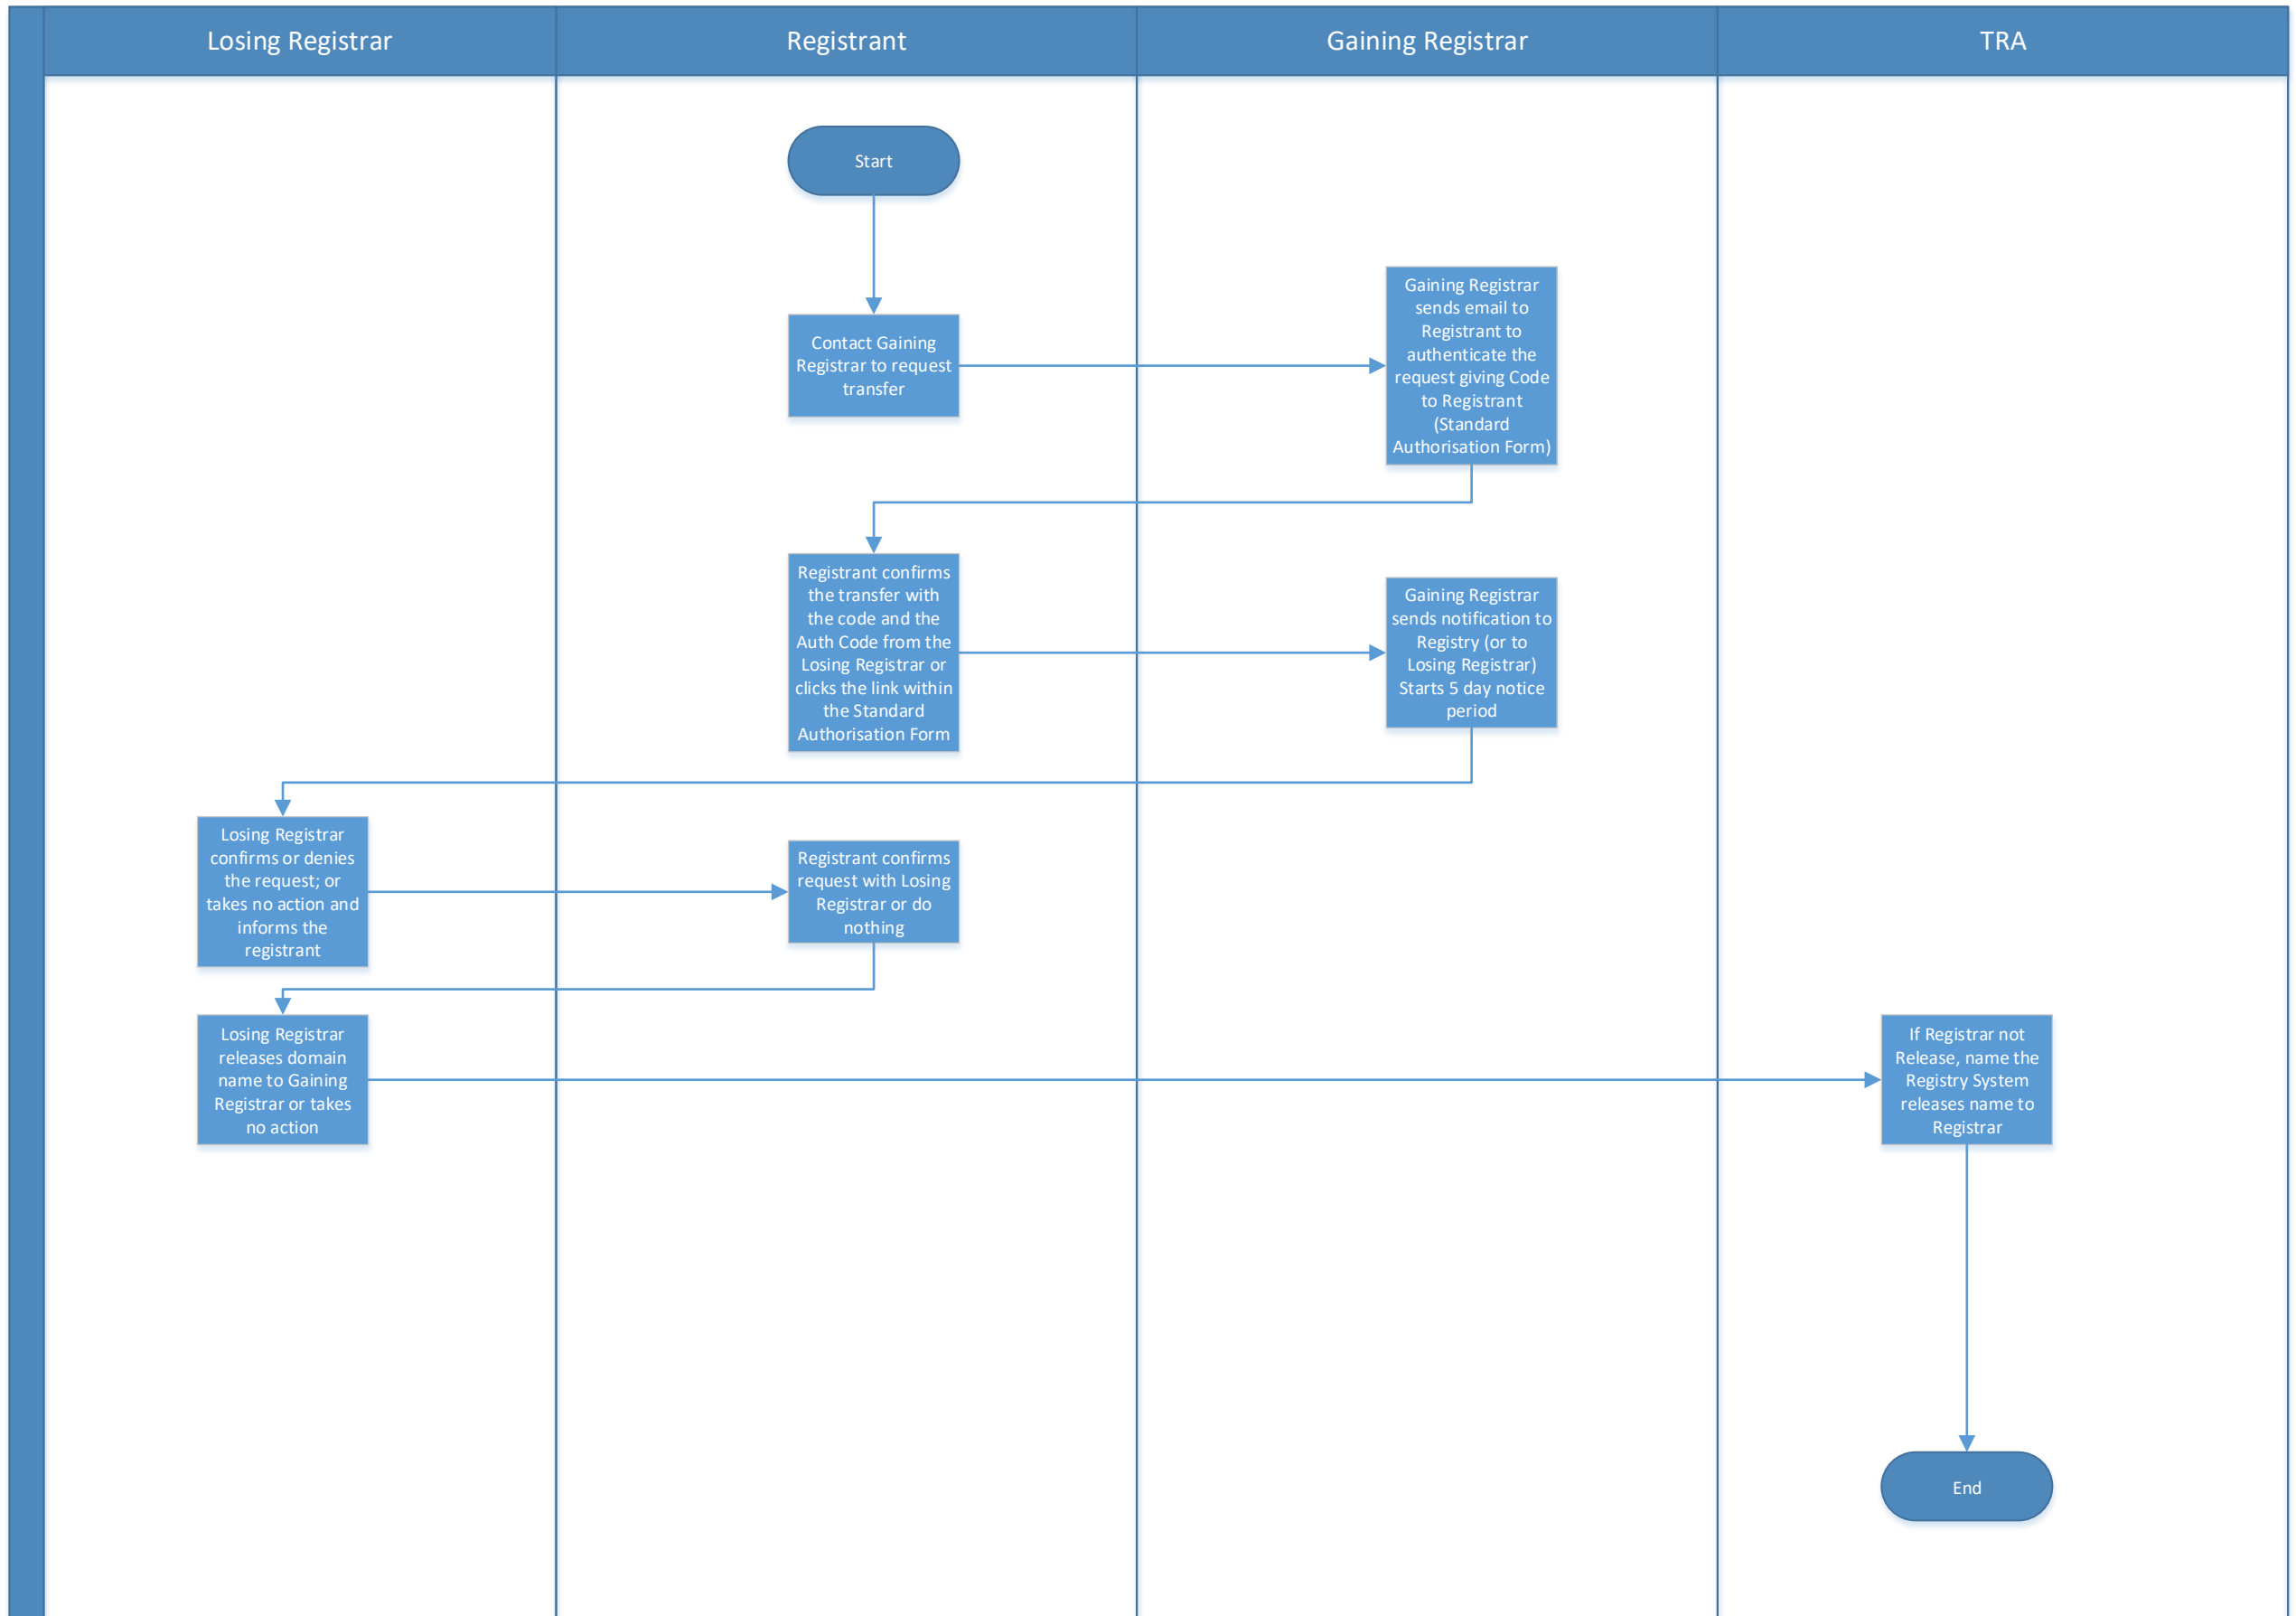 Losing Registrar
Registrant
Gaining Registrar
TRA
Start
Contact Gaining
Registrar to request
transfer
Gaining Registrar
sends email to
Registrant to
authenticate the
request giving Code
to Registrant
(Standard
Authorisation Form)
Registrant confirms
the transfer with
the code and the
Auth Code from the
Losing Registrar or
clicks the link within
the Standard
Authorisation Form
Gaining Registrar
sends notification to
Registry (or to
Losing Registrar)
Starts 5 day notice
period
Losing Registrar
confirms or denies
the request; or
takes no action and
informs the
registrant
Registrant confirms
request with Losing
Registrar or do
nothing
Losing Registrar
releases domain
name to Gaining
Registrar or takes
no action
If Registrar not
Release, name the
Registry System
releases name to
Registrar
End